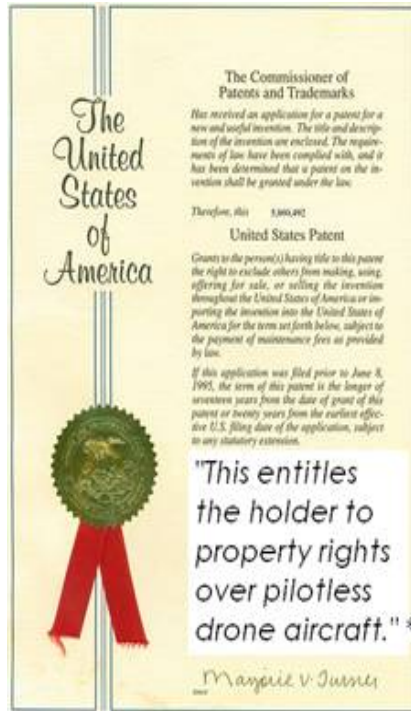 The
United
States
of
America
The Commissioner of
Patents and Trademarks
Has received an application for a patent for a
new and useful invention. The title and descrip-
tion of the invention are enclosed. The require-
ments of law have been complied with, and it
has been determined that a patent on the in-
vention shall be granted under the law.
Therefore, this
United States Patent
Grants to the person(s) having title to this patent
the right to exclude others from making, using,
offering for sale, or selling the invention
throughout the United States of America or im-
porting the invention into the United States of
America for the term set forth below, subject to
the payment of maintenance fees as provided
by law.
If this application was filed prior to June 8,
1995, the term of this patent is the longer of
seventeen years from the date of grant of this
patent or twenty years from the earliest effec-
tive U.S. filing date of the application, subject
to any statutory extension.
"This entitles
the holder to
property rights
over pilotless
drone aircraft." *
Marjorie V. Turner